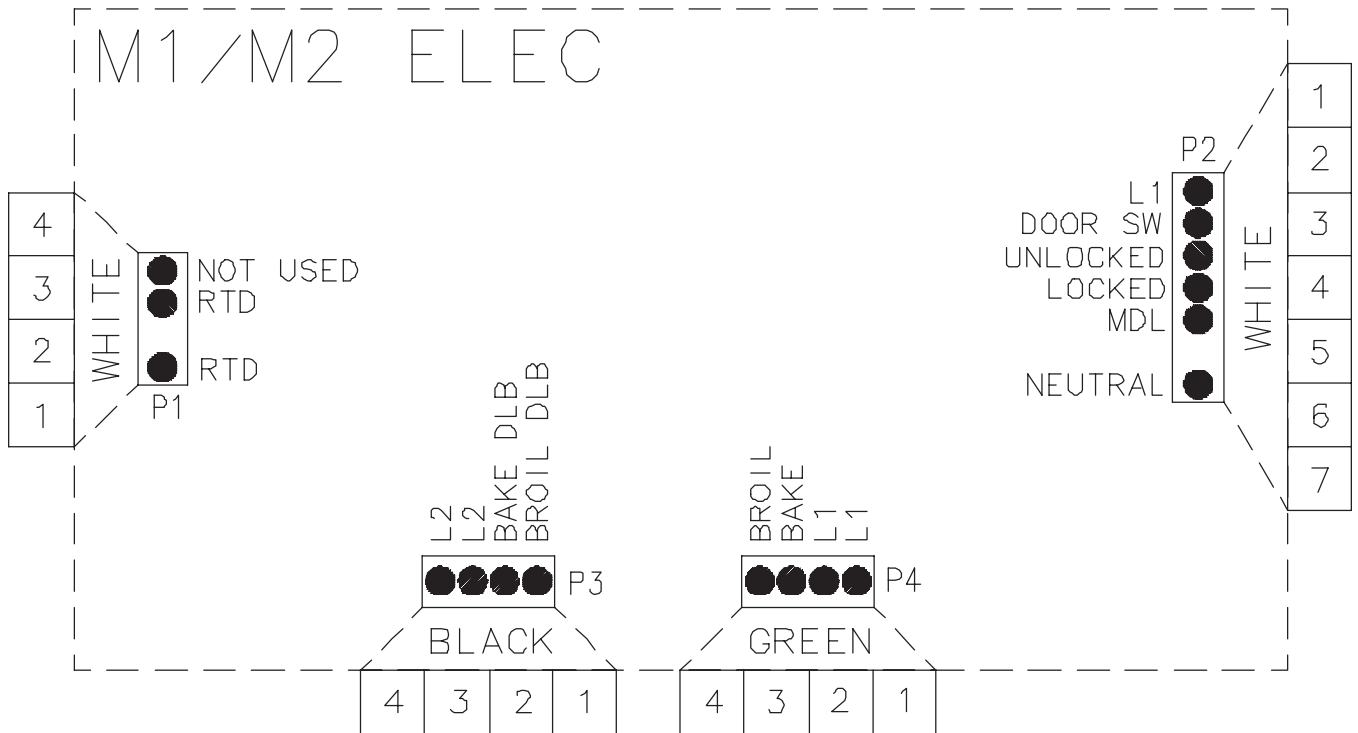 M1/M2 ELEC
4
3
2
1
WHITE
NOT USED
RTD
RTD
P1
P2
L1
DOOR SW
UNLOCKED
LOCKED
MDL
NEUTRAL
WHITE
1
2
3
4
5
6
7
L2
L2
BAKE DLB
BROIL DLB
P3
BLACK
4 3 2 1
BROIL
BAKE
L1
L1
P4
GREEN
4 3 2 1